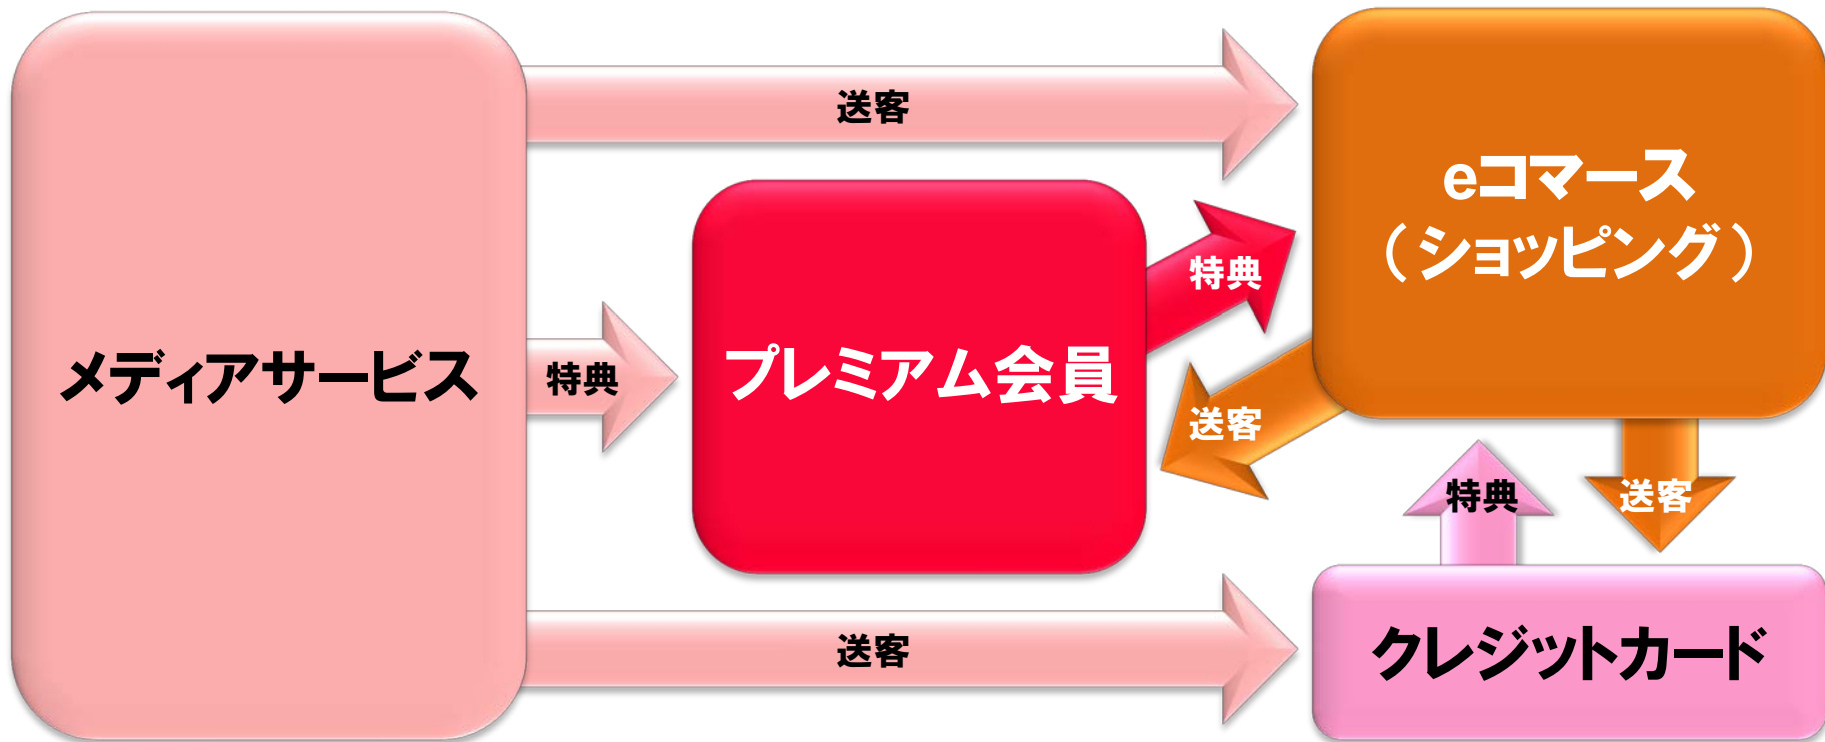 送客
eコマース
（ショッピング）
特典
メディアサービス
特典
プレミアム会員
送客
特典
送客
送客
クレジットカード